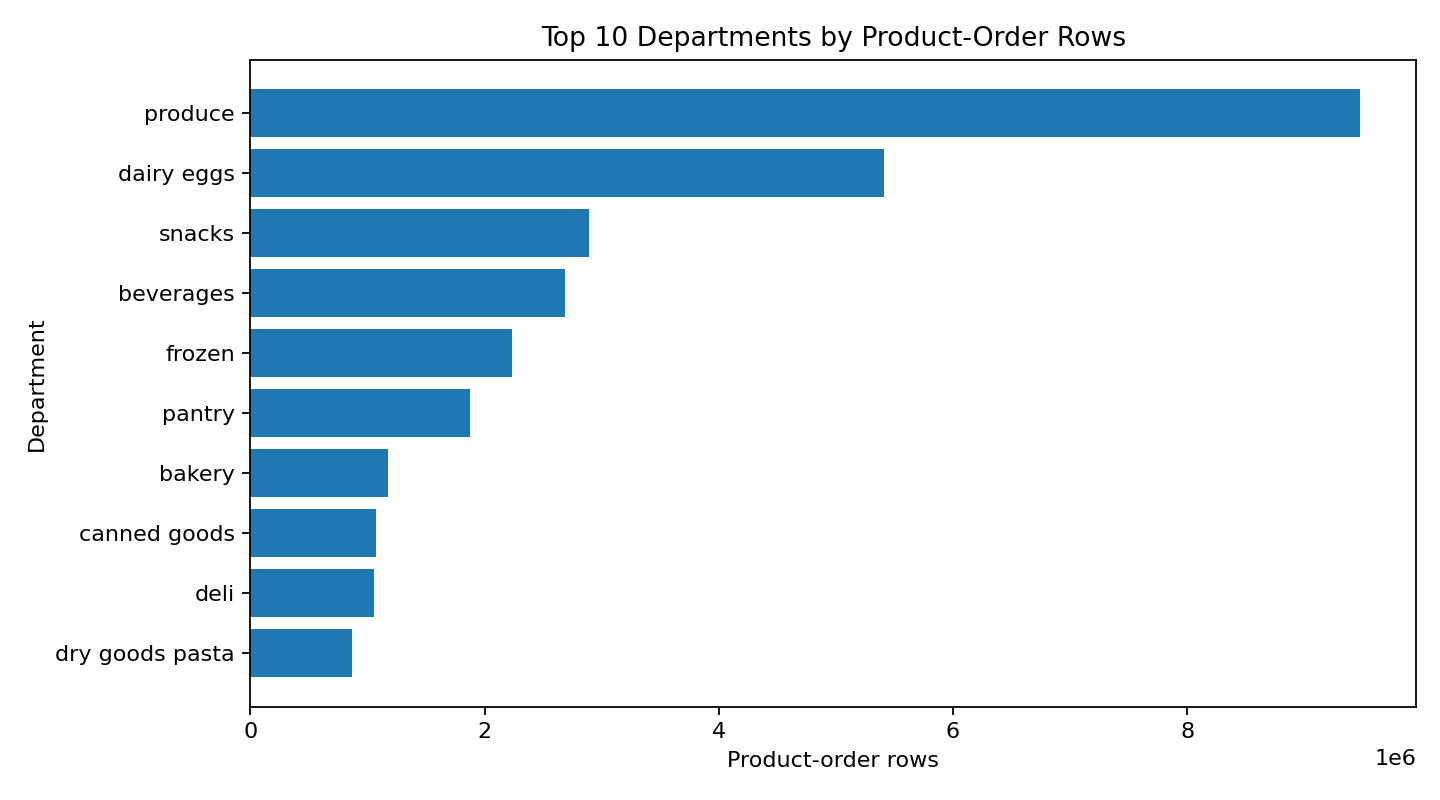 Top 10 Departments by Product-Order Rows
Department
produce
dairy eggs
snacks
beverages
frozen
pantry
bakery
canned goods
deli
dry goods pasta
0 2 4 6 8
1e6
Product-order rows